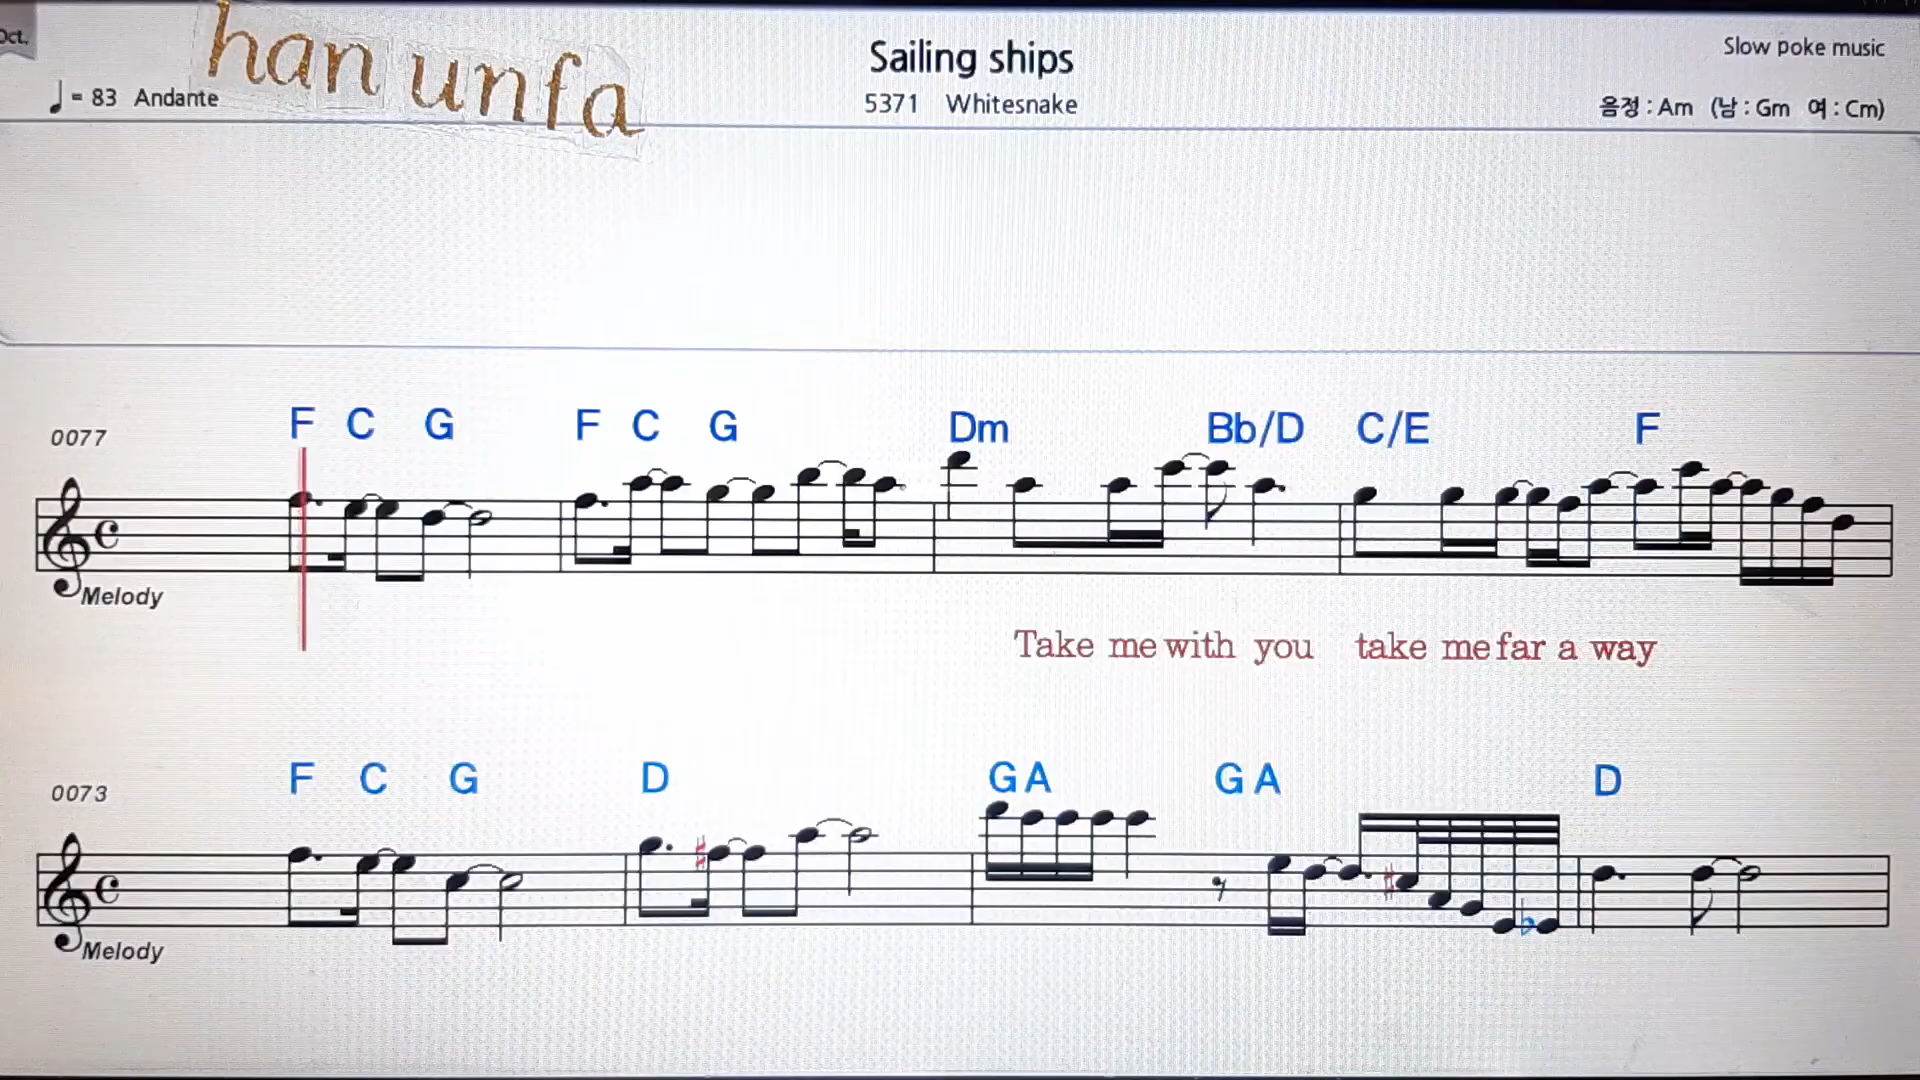 Oct.
han unfa
Sailing ships
Slow poke music
= 83 Andante
5371 Whitesnake
음정 : Am (남 : Gm 여 : Cm)
F C G F C G Dm Bb/D C/E F
0077
Melody
Take me with you take me far a way
F C G D G A G A D
0073
Melody